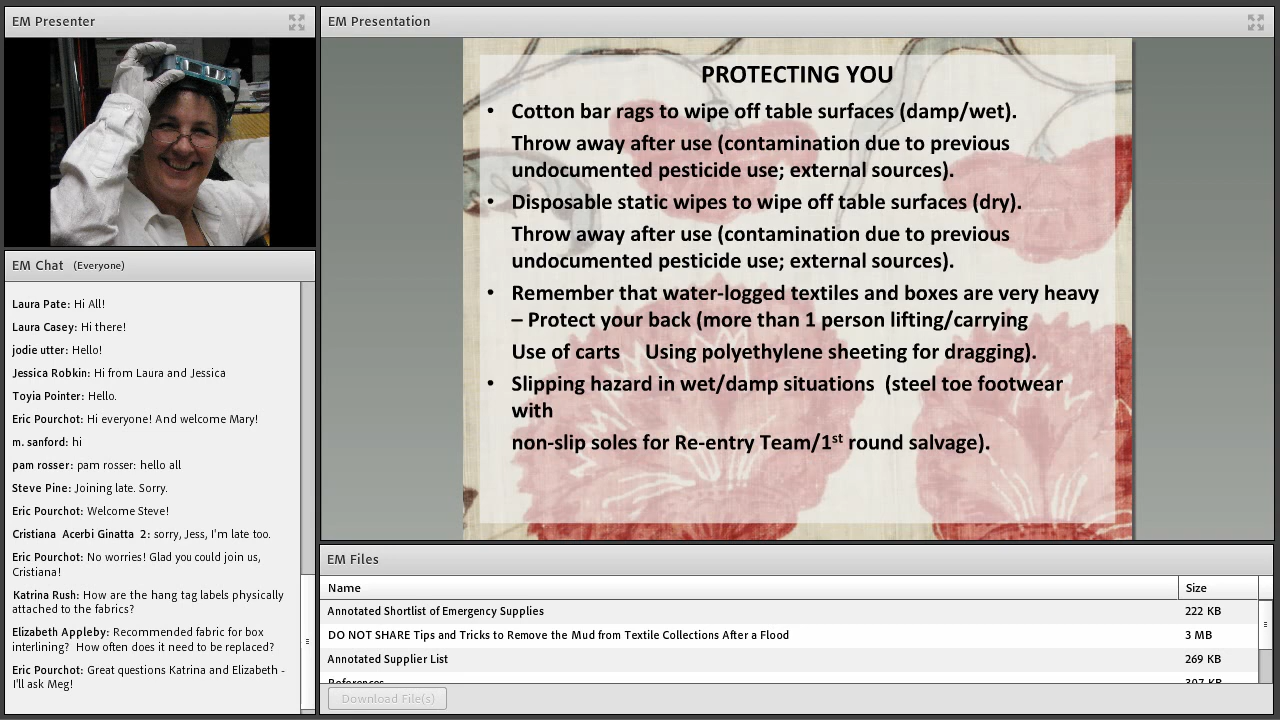 EM Presenter
EM Chat (Everyone)
Laura Pate: Hi All!
Laura Casey: Hi there!
jodie utter: Hello!
Jessica Robkin: Hi from Laura and Jessica
Toyia Pointer: Hello.
Eric Pourchot: Hi everyone! And welcome Mary!
m. sanford: hi
pam rosser: pam rosser: hello all
Steve Pine: Joining late. Sorry.
Eric Pourchot: Welcome Steve!
Cristiana Acerbi Ginatta 2: sorry, Jess, I'm late too.
Eric Pourchot: No worries! Glad you could join us,
Cristiana!
Katrina Rush: How are the hang tag labels physically
attached to the fabrics?
Elizabeth Appleby: Recommended fabric for box
interlining? How often does it need to be replaced?
Eric Pourchot: Great questions Katrina and Elizabeth -
I'll ask Meg!
EM Presentation
PROTECTING YOU
• Cotton bar rags to wipe off table surfaces (damp/wet).
Throw away after use (contamination due to previous
undocumented pesticide use; external sources).
• Disposable static wipes to wipe off table surfaces (dry).
Throw away after use (contamination due to previous
undocumented pesticide use; external sources).
• Remember that water-logged textiles and boxes are very heavy
– Protect your back (more than 1 person lifting/carrying
Use of carts Using polyethylene sheeting for dragging).
• Slipping hazard in wet/damp situations (steel toe footwear
with
non-slip soles for Re-entry Team/1st round salvage).
EM Files
Name Size
Annotated Shortlist of Emergency Supplies 222 KB
DO NOT SHARE Tips and Tricks to Remove the Mud from Textile Collections After a Flood 3 MB
Annotated Supplier List 269 KB
References 307 KB
Download File(s)